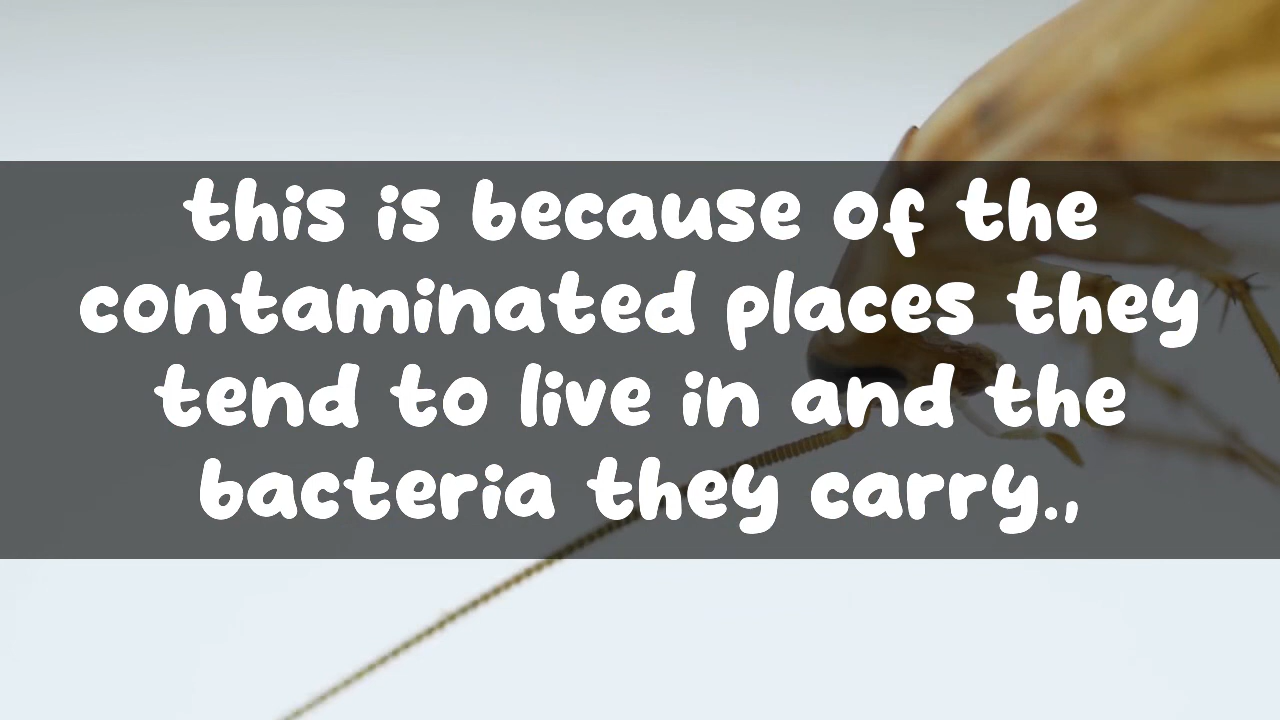 this is because of the
contaminated places they
tend to live in and the
bacteria they carry.,